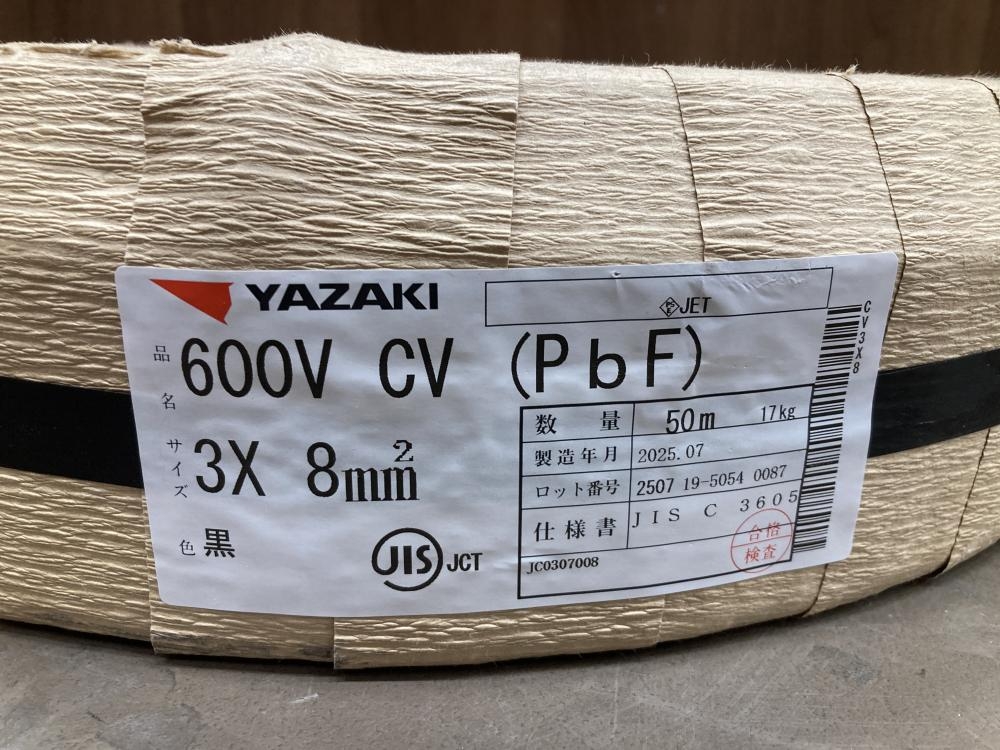 YAZAKI
PSE JET
品名 600V CV (PbF)
サイズ 3X 8mm²
色 黒
JIS JCT
数量 50m 17kg
製造年月 2025.07
ロット番号 2507 19-5054 0087
仕様書 JIS C 3605
JC0307008
合格
検査
CV3X8